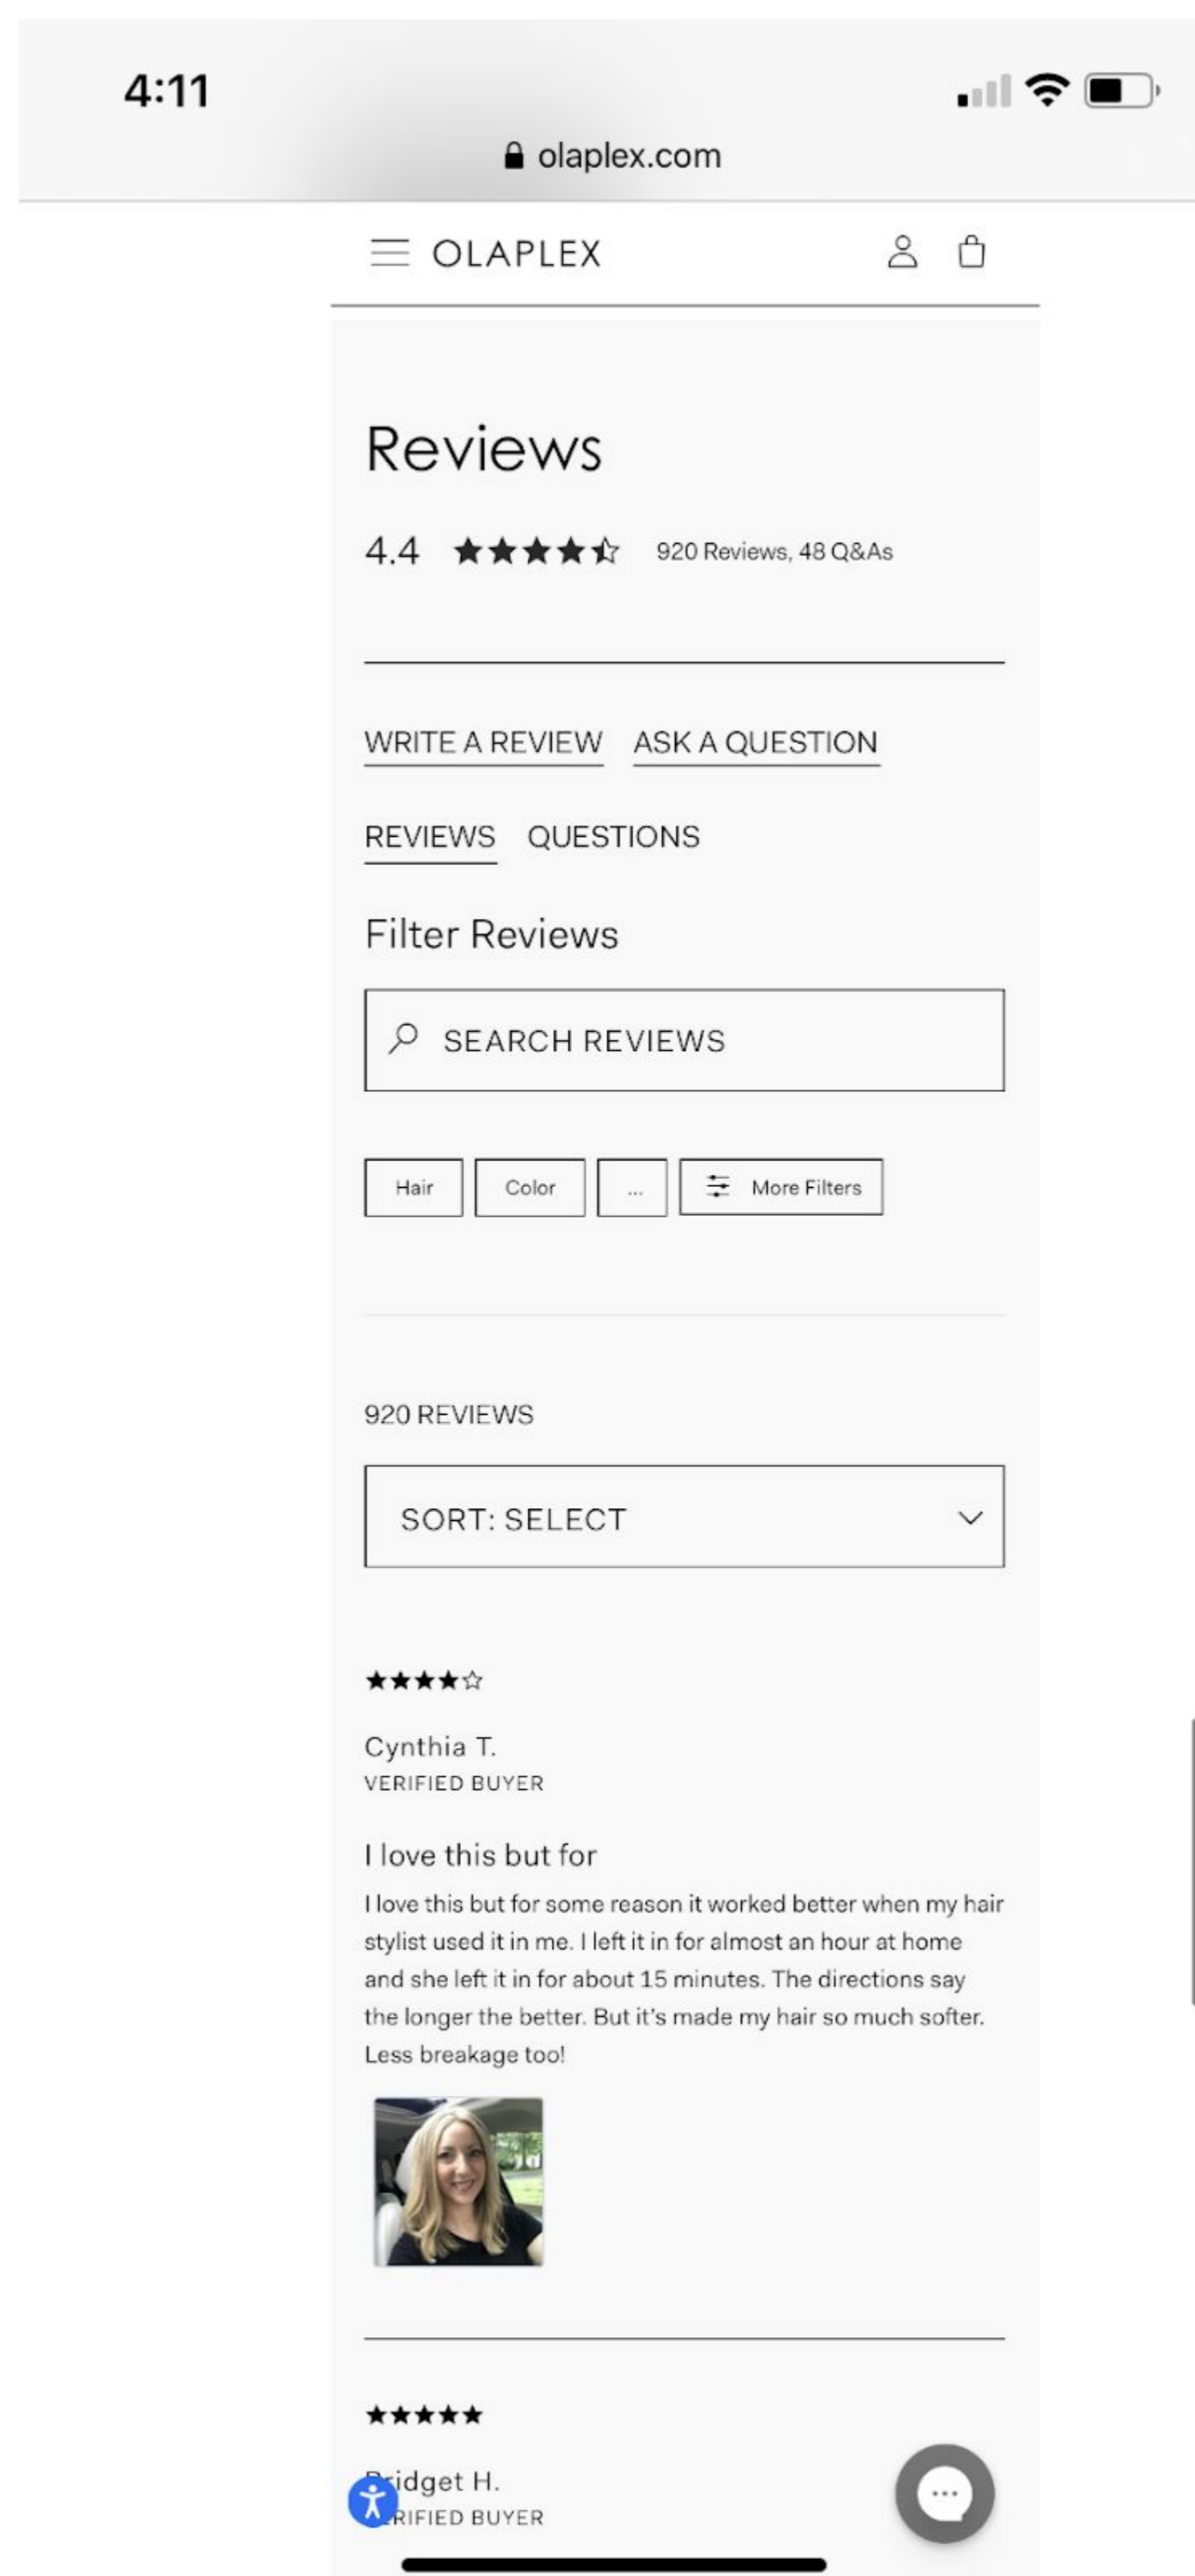 4:11
olaplex.com
OLAPLEX
Reviews
4.4 920 Reviews, 48 Q&As
WRITE A REVIEW ASK A QUESTION
REVIEWS QUESTIONS
Filter Reviews
SEARCH REVIEWS
Hair Color ... More Filters
920 REVIEWS
SORT: SELECT
Cynthia T.
VERIFIED BUYER
I love this but for
I love this but for some reason it worked better when my hair
stylist used it in me. I left it in for almost an hour at home
and she left it in for about 15 minutes. The directions say
the longer the better. But it's made my hair so much softer.
Less breakage too!
Bridget H.
VERIFIED BUYER